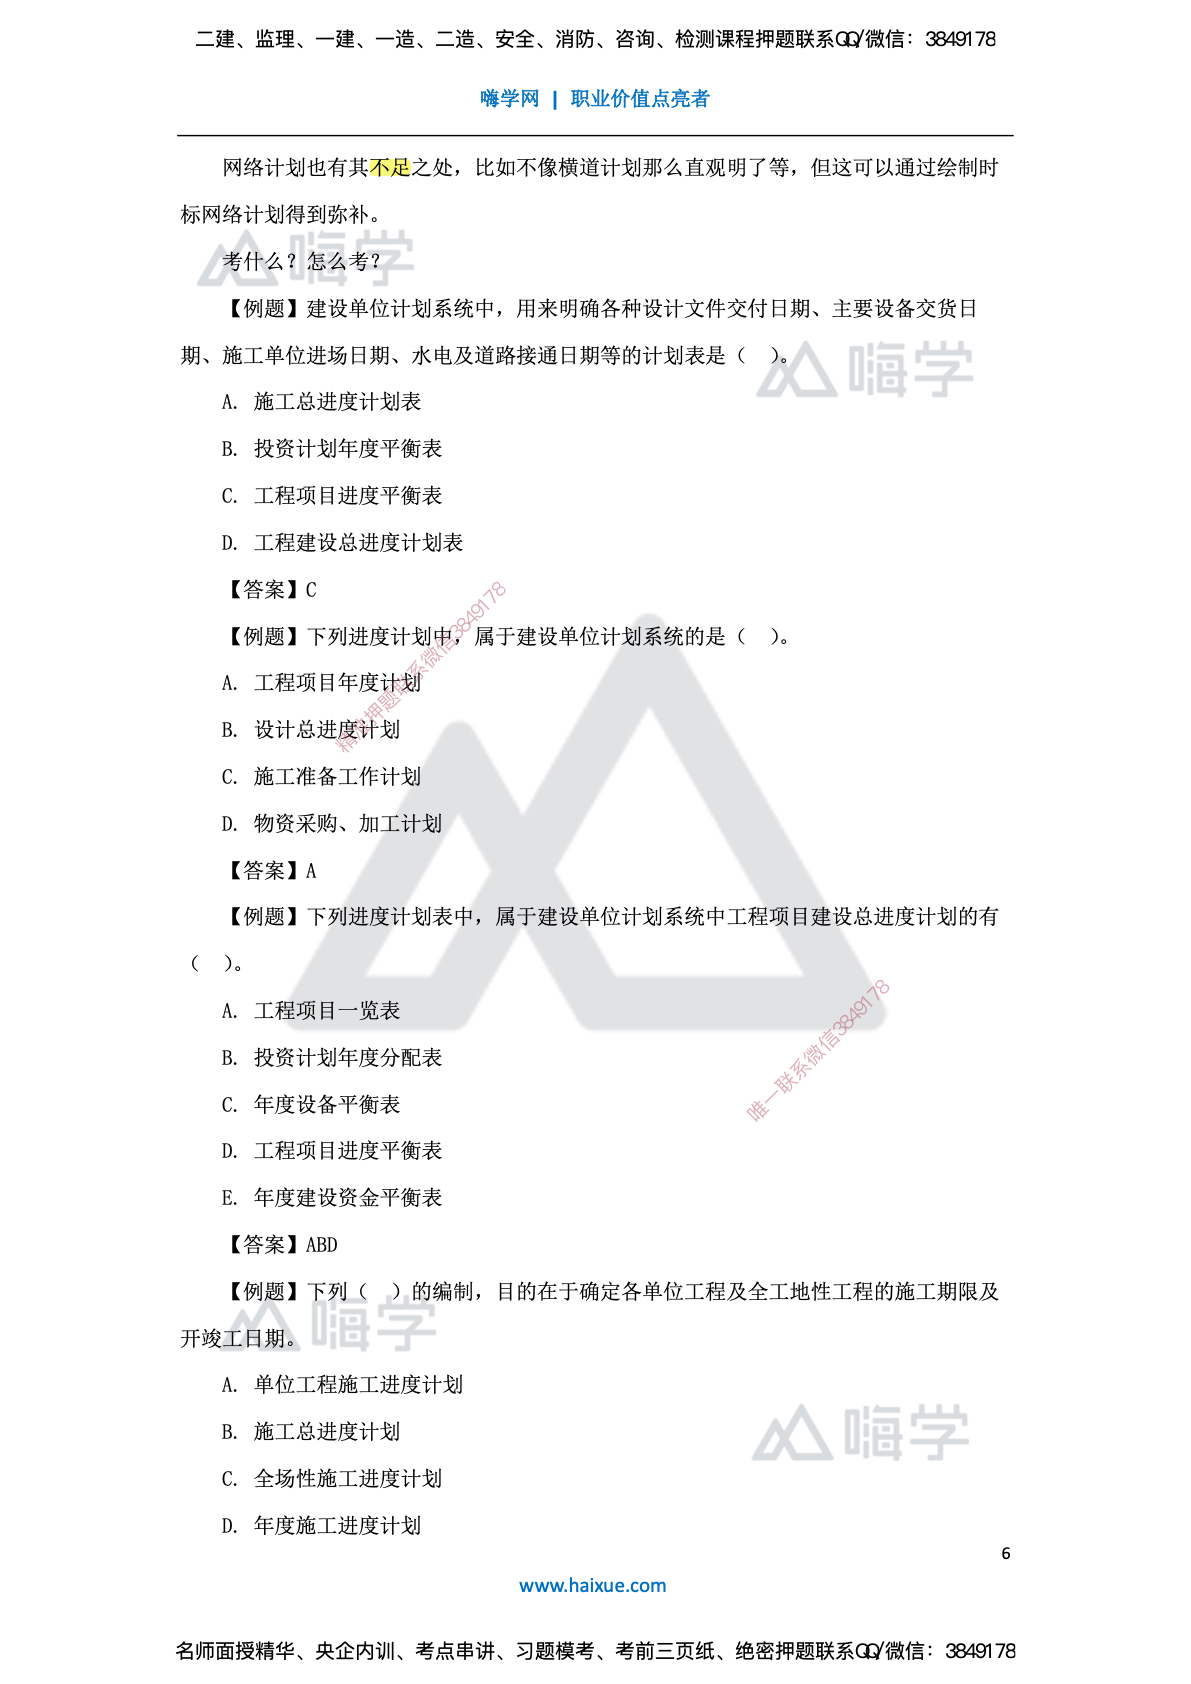 二建、监理、一建、一造、二造、安全、消防、咨询、检测课程押题联系QQ/微信：3849178
嗨学网 | 职业价值点亮者
网络计划也有其不足之处，比如不像横道计划那么直观明了等，但这可以通过绘制时
标网络计划得到弥补。
嗨学
考什么？怎么考？
【例题】建设单位计划系统中，用来明确各种设计文件交付日期、主要设备交货日
期、施工单位进场日期、水电及道路接通日期等的计划表是（　）。
嗨学
A. 施工总进度计划表
B. 投资计划年度平衡表
C. 工程项目进度平衡表
D. 工程建设总进度计划表
【答案】C
【例题】下列进度计划中，属于建设单位计划系统的是（　）。
精准押题联系微信3849178
A. 工程项目年度计划
B. 设计总进度计划
C. 施工准备工作计划
D. 物资采购、加工计划
【答案】A
【例题】下列进度计划表中，属于建设单位计划系统中工程项目建设总进度计划的有
（　）。
A. 工程项目一览表
B. 投资计划年度分配表
唯一联系微信3849178
C. 年度设备平衡表
D. 工程项目进度平衡表
E. 年度建设资金平衡表
【答案】ABD
【例题】下列（　）的编制，目的在于确定各单位工程及全工地性工程的施工期限及
开竣工日期。
嗨学
A. 单位工程施工进度计划
B. 施工总进度计划
嗨学
C. 全场性施工进度计划
D. 年度施工进度计划
6
www.haixue.com
名师面授精华、央企内训、考点串讲、习题模考、考前三页纸、绝密押题联系QQ/微信：3849178